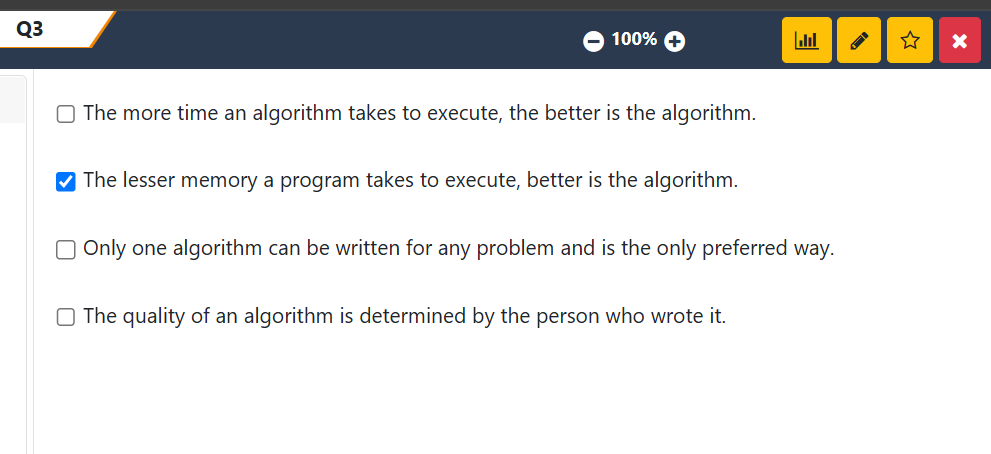 Q3
100%
The more time an algorithm takes to execute, the better is the algorithm.
The lesser memory a program takes to execute, better is the algorithm.
Only one algorithm can be written for any problem and is the only preferred way.
The quality of an algorithm is determined by the person who wrote it.